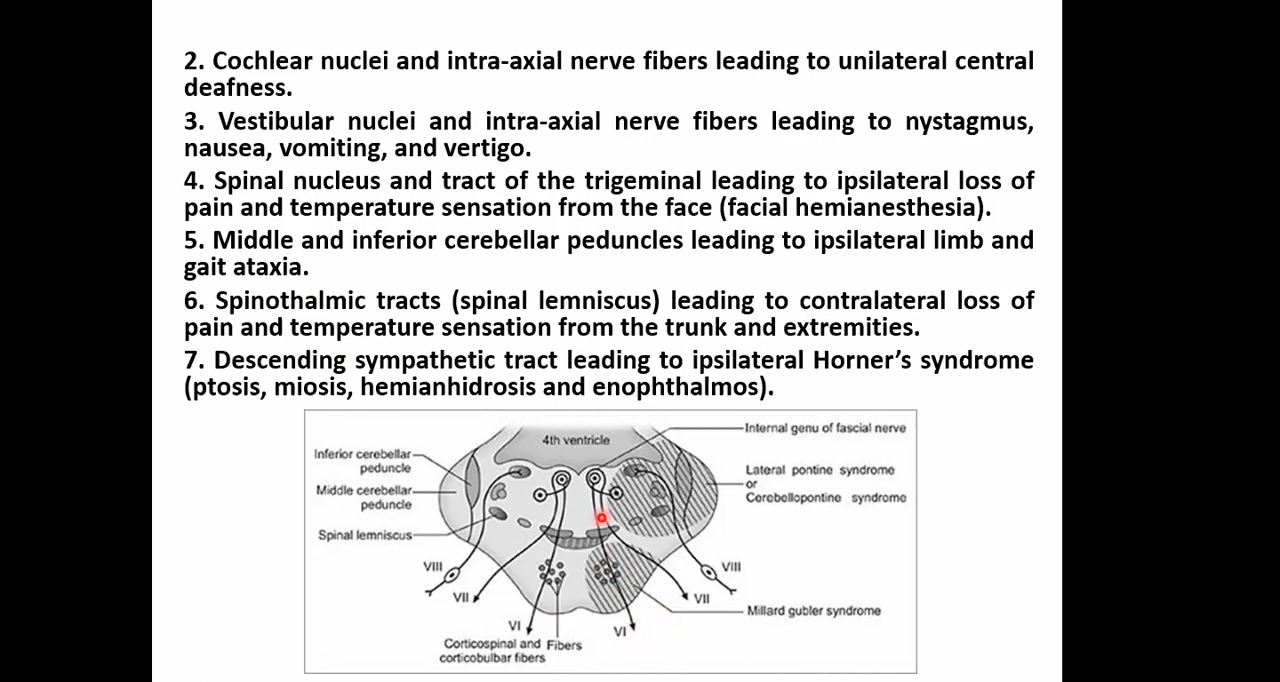 2. Cochlear nuclei and intra-axial nerve fibers leading to unilateral central
deafness.
3. Vestibular nuclei and intra-axial nerve fibers leading to nystagmus,
nausea, vomiting, and vertigo.
4. Spinal nucleus and tract of the trigeminal leading to ipsilateral loss of
pain and temperature sensation from the face (facial hemianesthesia).
5. Middle and inferior cerebellar peduncles leading to ipsilateral limb and
gait ataxia.
6. Spinothalmic tracts (spinal lemniscus) leading to contralateral loss of
pain and temperature sensation from the trunk and extremities.
7. Descending sympathetic tract leading to ipsilateral Horner’s syndrome
(ptosis, miosis, hemianhidrosis and enophthalmos).
4th ventricle
Internal genu of fascial nerve
Inferior cerebellar
peduncle
Middle cerebellar
peduncle
Spinal lemniscus
Lateral pontine syndrome
or
Cerebellopontine syndrome
VIII
VII
VI
VIII
VII
VI
Millard gubler syndrome
Corticospinal and
corticobulbar fibers
Fibers